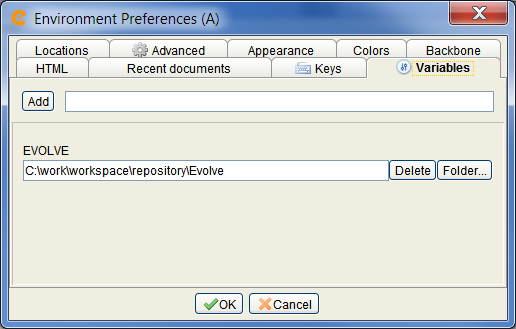 Environment Preferences (A)
Locations Advanced Appearance Colors Backbone
HTML Recent documents Keys Variables
Add
EVOLVE
C:\work\workspace\repository\Evolve Delete Folder...
OK Cancel